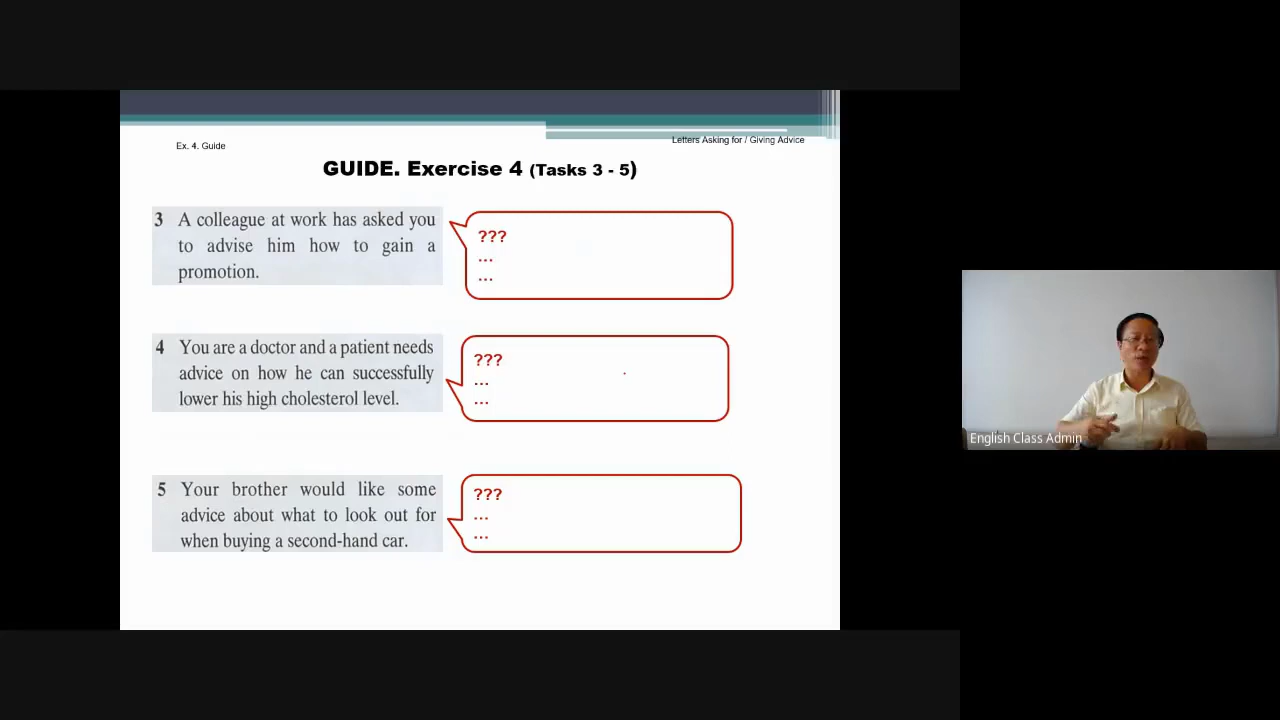 Ex. 4. Guide
Letters Asking for / Giving Advice
GUIDE. Exercise 4 (Tasks 3 - 5)
3 A colleague at work has asked you
to advise him how to gain a
promotion.
???
...
...
4 You are a doctor and a patient needs
advice on how he can successfully
lower his high cholesterol level.
???
...
...
5 Your brother would like some
advice about what to look out for
when buying a second-hand car.
???
...
...
English Class Admin